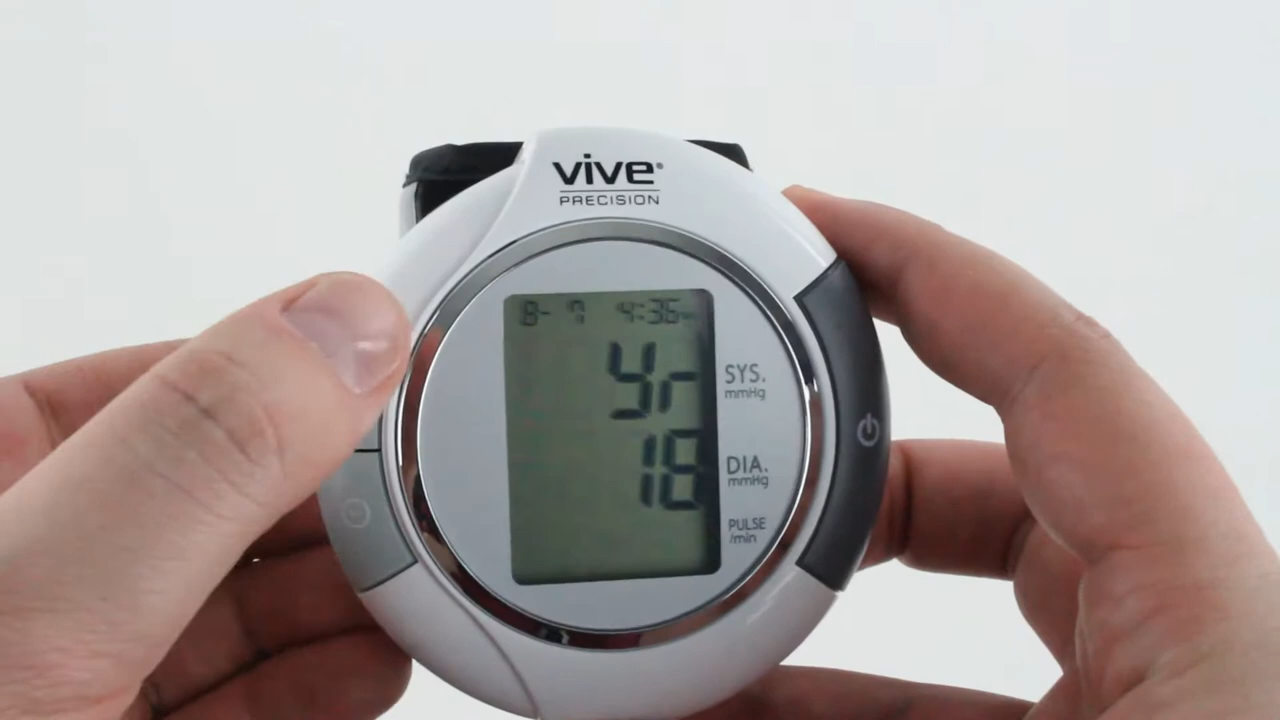 vive®
PRECISION
8- 7 4:36
Yr
18
SYS.
mmHg
DIA.
mmHg
PULSE
/min